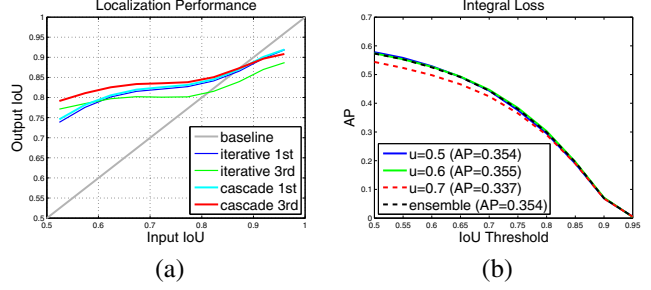 Localization Performance
Output IoU
1
0.95
0.9
0.85
0.8
0.75
0.7
0.65
0.6
0.55
0.5
baseline
iterative 1st
iterative 3rd
cascade 1st
cascade 3rd
0.5 0.6 0.7 0.8 0.9 1
Input IoU
(a)
Integral Loss
AP
0.7
0.6
0.5
0.4
0.3
0.2
0.1
0
u=0.5 (AP=0.354)
u=0.6 (AP=0.355)
u=0.7 (AP=0.337)
ensemble (AP=0.354)
0.5 0.55 0.6 0.65 0.7 0.75 0.8 0.85 0.9 0.95
IoU Threshold
(b)